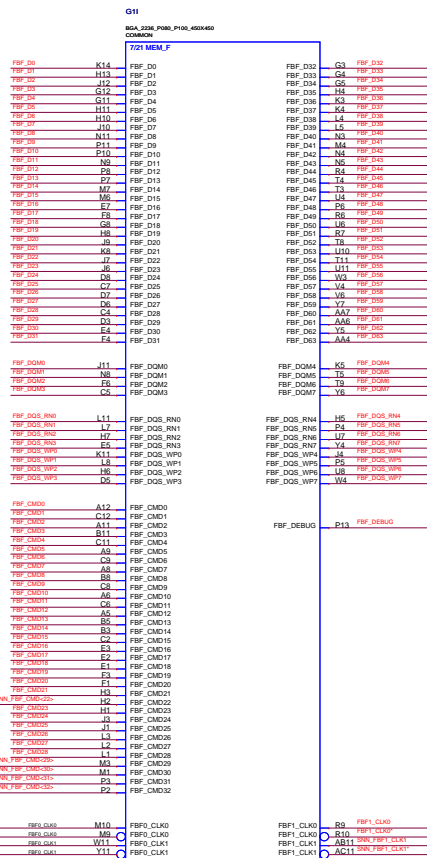 G1I
BGA_2236_P080_P100_450X450
COMMON
7/21 MEM_F
FBF_D0 K14 FBF_D0 FBF_D32 G3 FBF_D32
FBF_D1 H13 FBF_D1 FBF_D33 G4 FBF_D33
FBF_D2 J12 FBF_D2 FBF_D34 G5 FBF_D34
FBF_D3 G12 FBF_D3 FBF_D35 H4 FBF_D35
FBF_D4 G11 FBF_D4 FBF_D36 K3 FBF_D36
FBF_D5 H11 FBF_D5 FBF_D37 K4 FBF_D37
FBF_D6 H10 FBF_D6 FBF_D38 L4 FBF_D38
FBF_D7 J10 FBF_D7 FBF_D39 L5 FBF_D39
FBF_D8 N11 FBF_D8 FBF_D40 N3 FBF_D40
FBF_D9 P11 FBF_D9 FBF_D41 M4 FBF_D41
FBF_D10 P10 FBF_D10 FBF_D42 N4 FBF_D42
FBF_D11 N9 FBF_D11 FBF_D43 N5 FBF_D43
FBF_D12 P8 FBF_D12 FBF_D44 R4 FBF_D44
FBF_D13 P7 FBF_D13 FBF_D45 T4 FBF_D45
FBF_D14 M7 FBF_D14 FBF_D46 T3 FBF_D46
FBF_D15 M6 FBF_D15 FBF_D47 U4 FBF_D47
FBF_D16 E7 FBF_D16 FBF_D48 P6 FBF_D48
FBF_D17 F8 FBF_D17 FBF_D49 R6 FBF_D49
FBF_D18 G8 FBF_D18 FBF_D50 U6 FBF_D50
FBF_D19 H8 FBF_D19 FBF_D51 R7 FBF_D51
FBF_D20 J9 FBF_D20 FBF_D52 T8 FBF_D52
FBF_D21 K8 FBF_D21 FBF_D53 U10 FBF_D53
FBF_D22 J7 FBF_D22 FBF_D54 T11 FBF_D54
FBF_D23 J6 FBF_D23 FBF_D55 U11 FBF_D55
FBF_D24 D8 FBF_D24 FBF_D56 W3 FBF_D56
FBF_D25 C7 FBF_D25 FBF_D57 V4 FBF_D57
FBF_D26 D7 FBF_D26 FBF_D58 V6 FBF_D58
FBF_D27 D6 FBF_D27 FBF_D59 Y7 FBF_D59
FBF_D28 C4 FBF_D28 FBF_D60 AA7 FBF_D60
FBF_D29 D3 FBF_D29 FBF_D61 AA6 FBF_D61
FBF_D30 E4 FBF_D30 FBF_D62 Y5 FBF_D62
FBF_D31 F4 FBF_D31 FBF_D63 AA4 FBF_D63
FBF_DQM0 J11 FBF_DQM0 FBF_DQM4 K5 FBF_DQM4
FBF_DQM1 N8 FBF_DQM1 FBF_DQM5 T5 FBF_DQM5
FBF_DQM2 F6 FBF_DQM2 FBF_DQM6 T9 FBF_DQM6
FBF_DQM3 C5 FBF_DQM3 FBF_DQM7 Y6 FBF_DQM7
FBF_DQS_RN0 L11 FBF_DQS_RN0 FBF_DQS_RN4 H5 FBF_DQS_RN4
FBF_DQS_RN1 L7 FBF_DQS_RN1 FBF_DQS_RN5 P4 FBF_DQS_RN5
FBF_DQS_RN2 H7 FBF_DQS_RN2 FBF_DQS_RN6 U7 FBF_DQS_RN6
FBF_DQS_RN3 E5 FBF_DQS_RN3 FBF_DQS_RN7 Y4 FBF_DQS_RN7
FBF_DQS_WP0 K11 FBF_DQS_WP0 FBF_DQS_WP4 J4 FBF_DQS_WP4
FBF_DQS_WP1 L8 FBF_DQS_WP1 FBF_DQS_WP5 P5 FBF_DQS_WP5
FBF_DQS_WP2 H6 FBF_DQS_WP2 FBF_DQS_WP6 U8 FBF_DQS_WP6
FBF_DQS_WP3 D5 FBF_DQS_WP3 FBF_DQS_WP7 W4 FBF_DQS_WP7
FBF_CMD0 A12 FBF_CMD0
FBF_CMD1 C12 FBF_CMD1
FBF_CMD2 A11 FBF_CMD2 FBF_DEBUG P13 FBF_DEBUG
FBF_CMD3 B11 FBF_CMD3
FBF_CMD4 C11 FBF_CMD4
FBF_CMD5 A9 FBF_CMD5
FBF_CMD6 C9 FBF_CMD6
FBF_CMD7 A8 FBF_CMD7
FBF_CMD8 B8 FBF_CMD8
FBF_CMD9 C8 FBF_CMD9
FBF_CMD10 A6 FBF_CMD10
FBF_CMD11 C6 FBF_CMD11
FBF_CMD12 A5 FBF_CMD12
FBF_CMD13 B5 FBF_CMD13
FBF_CMD14 B3 FBF_CMD14
FBF_CMD15 C2 FBF_CMD15
FBF_CMD16 E3 FBF_CMD16
FBF_CMD17 E2 FBF_CMD17
FBF_CMD18 E1 FBF_CMD18
FBF_CMD19 F3 FBF_CMD19
FBF_CMD20 F1 FBF_CMD20
FBF_CMD21 H3 FBF_CMD21
NN_FBF_CMD<22> H2 FBF_CMD22
FBF_CMD23 H1 FBF_CMD23
FBF_CMD24 J3 FBF_CMD24
FBF_CMD25 J1 FBF_CMD25
FBF_CMD26 L3 FBF_CMD26
FBF_CMD27 L2 FBF_CMD27
FBF_CMD28 L1 FBF_CMD28
NN_FBF_CMD<29> M3 FBF_CMD29
NN_FBF_CMD<30> M1 FBF_CMD30
NN_FBF_CMD<31> P3 FBF_CMD31
NN_FBF_CMD<32> P2 FBF_CMD32
FBF0_CLK0 M10 FBF0_CLK0 FBF1_CLK0 R9 FBF1_CLK0
FBF0_CLK0 M9 FBF0_CLK0 FBF1_CLK0 R10 FBF1_CLK0*
FBF0_CLK1 W11 FBF0_CLK1 FBF1_CLK1 AB11 SNN_FBF1_CLK1
FBF0_CLK1 Y11 FBF0_CLK1 FBF1_CLK1 AC11 SNN_FBF1_CLK1*